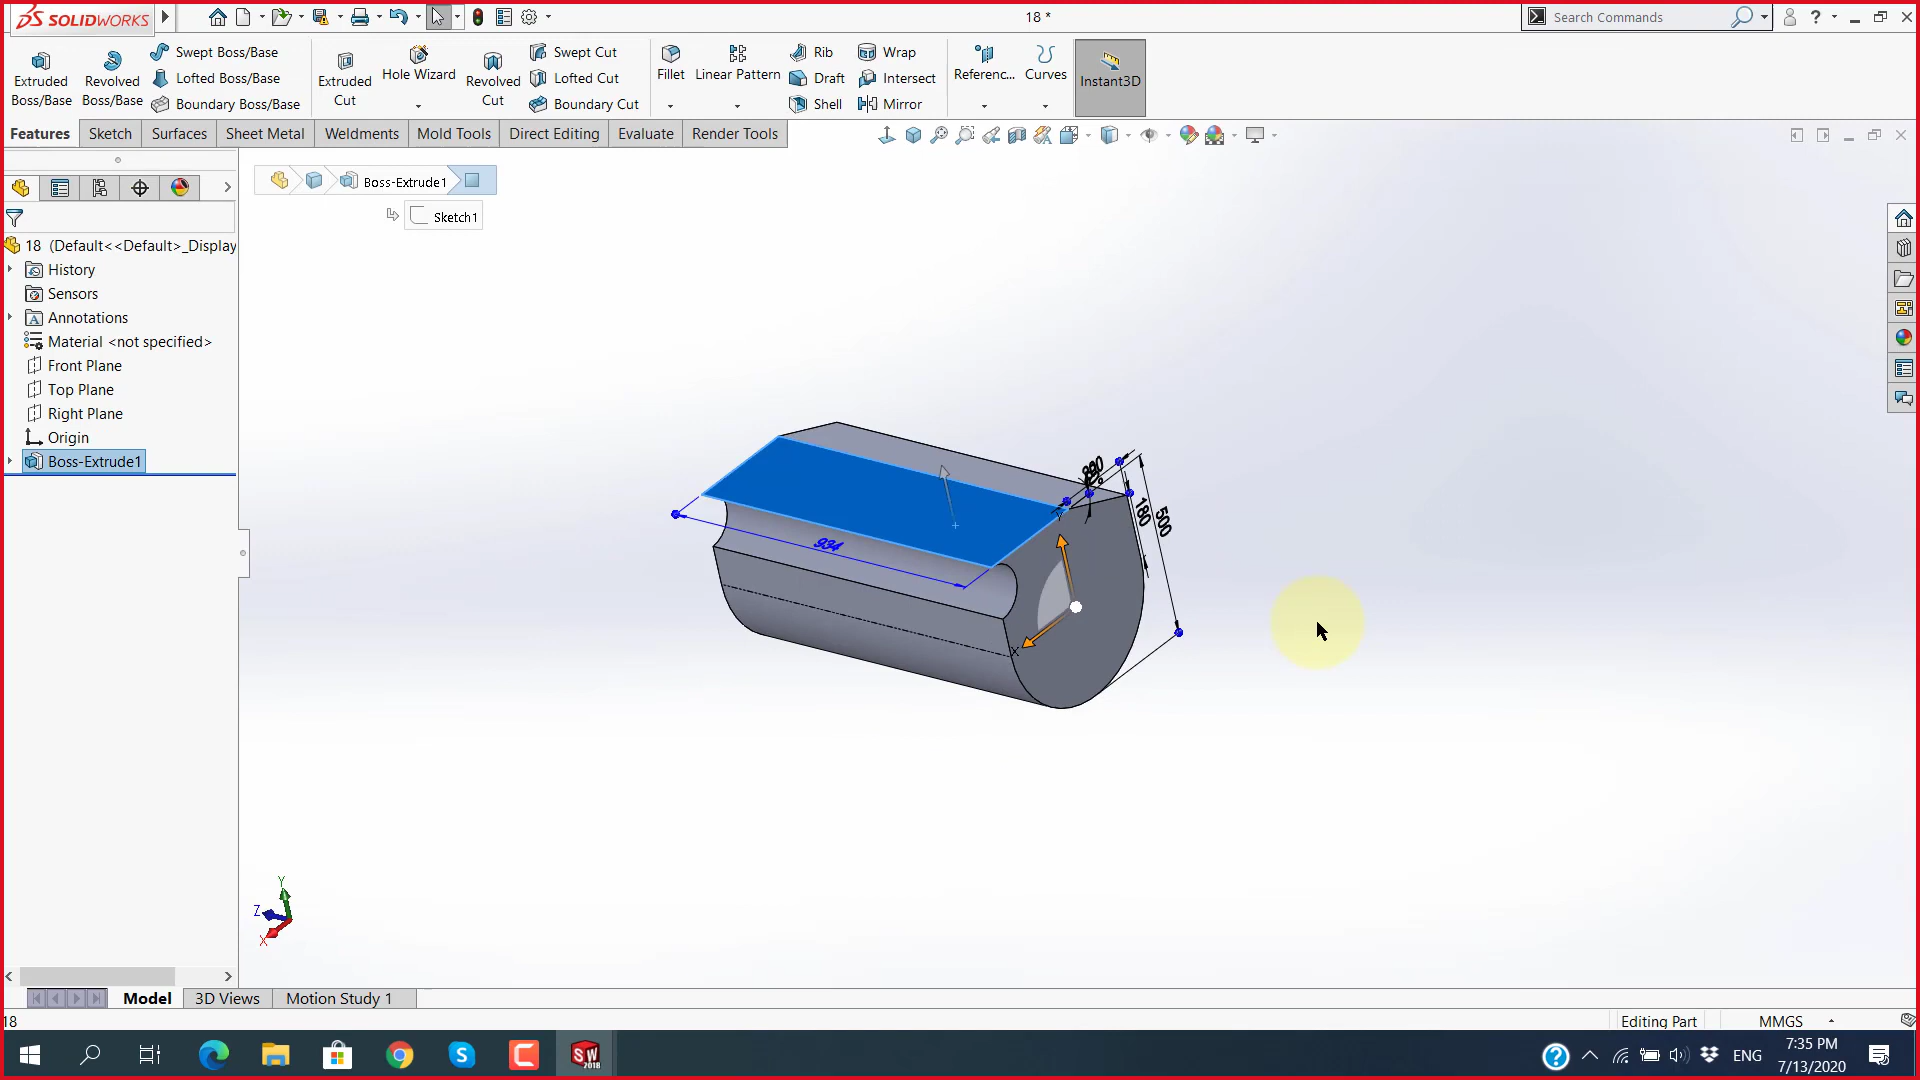 SOLIDWORKS
18 *
Search Commands
Extruded Boss/Base
Revolved Boss/Base
Swept Boss/Base
Lofted Boss/Base
Boundary Boss/Base
Extruded Cut
Hole Wizard
Revolved Cut
Swept Cut
Lofted Cut
Boundary Cut
Fillet
Linear Pattern
Rib
Draft
Shell
Wrap
Intersect
Mirror
Referenc...
Curves
Instant3D
Features
Sketch
Surfaces
Sheet Metal
Weldments
Mold Tools
Direct Editing
Evaluate
Render Tools
Boss-Extrude1
Sketch1
18 (Default<<Default>_Display
History
Sensors
Annotations
Material <not specified>
Front Plane
Top Plane
Right Plane
Origin
Boss-Extrude1
934
180
500
X
Y
Z
X
Model
3D Views
Motion Study 1
18
Editing Part
MMGS
SW
2018
ENG
7:35 PM
7/13/2020